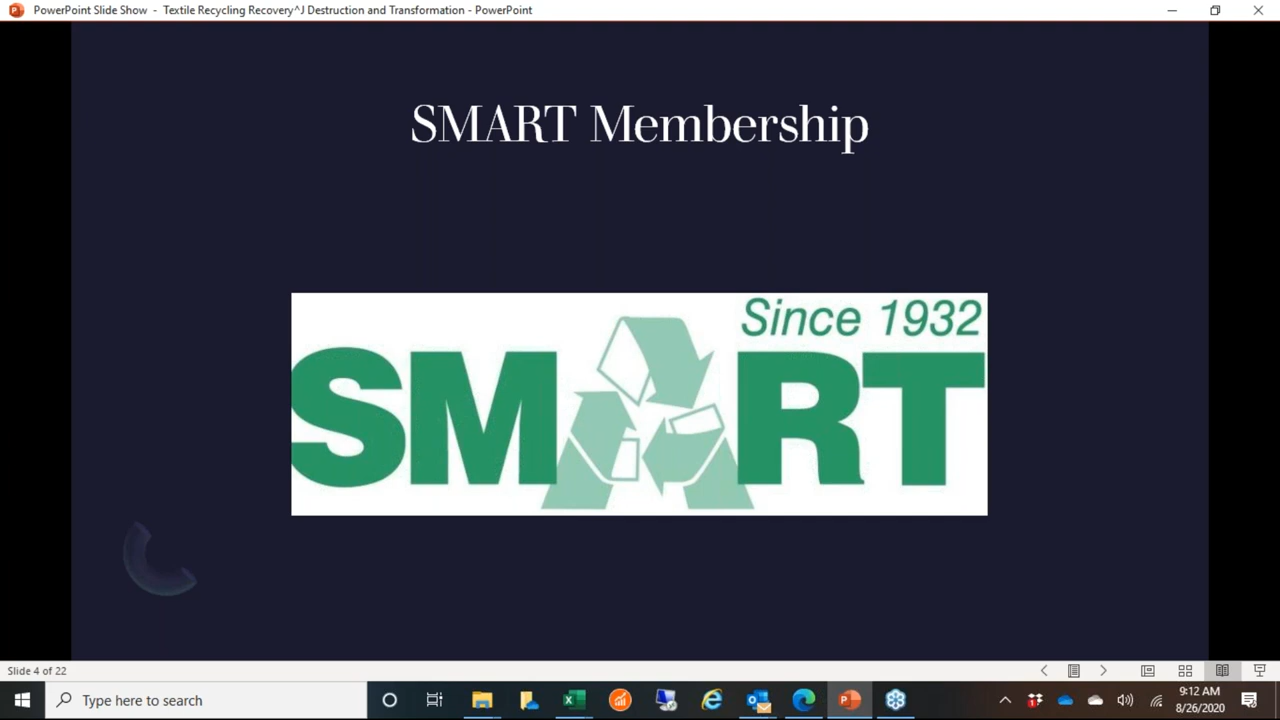 PowerPoint Slide Show - Textile Recycling Recovery^J Destruction and Transformation - PowerPoint
SMART Membership
Since 1932
SMART
Slide 4 of 22
Type here to search
9:12 AM
8/26/2020